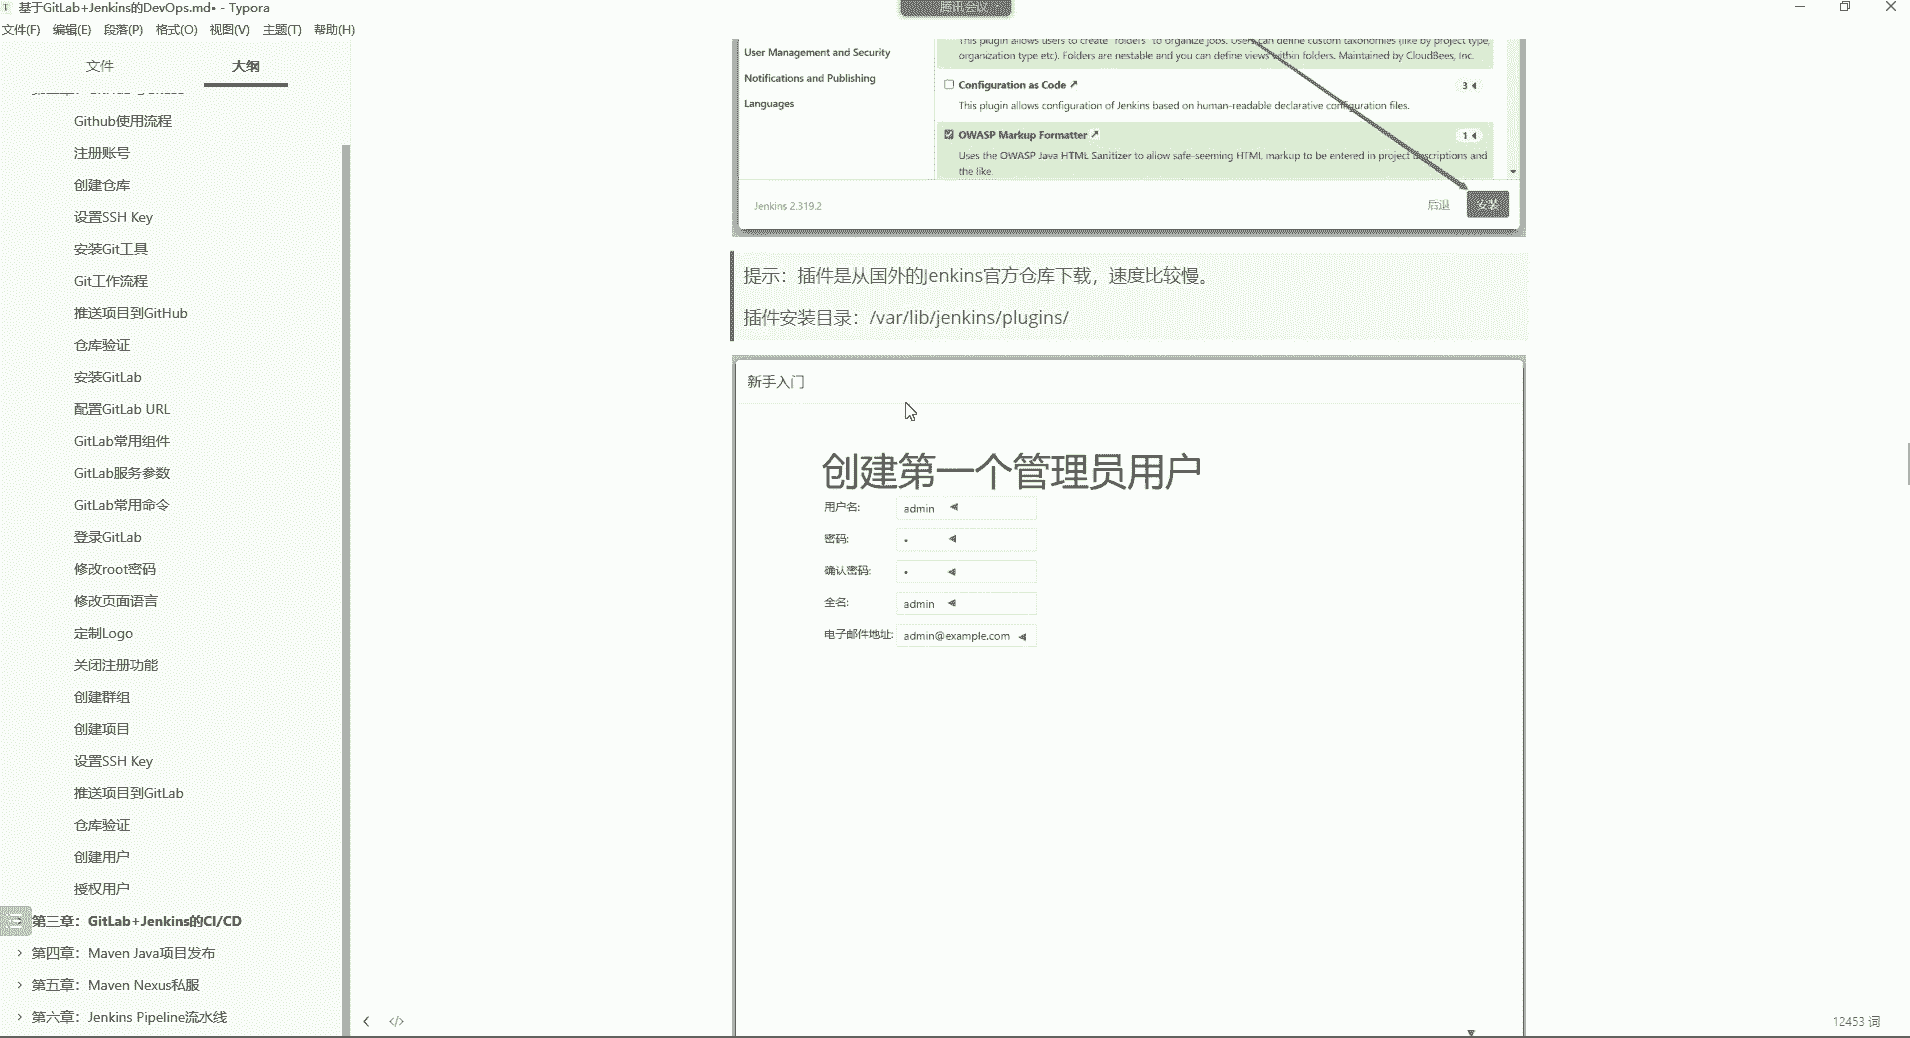 基于GitLab+Jenkins的DevOps.md• - Typora
腾讯会议
文件(F) 编辑(E) 段落(P) 格式(O) 视图(V) 主题(T) 帮助(H)
文件 大纲
Github使用流程
注册账号
创建仓库
设置SSH Key
安装Git工具
Git工作流程
推送项目到GitHub
仓库验证
安装GitLab
配置GitLab URL
GitLab常用组件
GitLab服务参数
GitLab常用命令
登录GitLab
修改root密码
修改页面语言
定制Logo
关闭注册功能
创建群组
创建项目
设置SSH Key
推送项目到GitLab
仓库验证
创建用户
授权用户
第三章：GitLab+Jenkins的CI/CD
第四章：Maven Java项目发布
第五章：Maven Nexus私服
第六章：Jenkins Pipeline流水线
User Management and Security
Notifications and Publishing
Languages
This plugin allows users to create "folders" to organize jobs. Users can define custom taxonomies (like by project type,
organization type etc). Folders are nestable and you can define views within folders. Maintained by CloudBees, Inc.
Configuration as Code 3
This plugin allows configuration of Jenkins based on human-readable declarative configuration files.
OWASP Markup Formatter 1
Uses the OWASP Java HTML Sanitizer to allow safe-seeming HTML markup to be entered in project descriptions and
the like.
Jenkins 2.319.2
后退 安装
提示：插件是从国外的Jenkins官方仓库下载，速度比较慢。
插件安装目录：/var/lib/jenkins/plugins/
新手入门
创建第一个管理员用户
用户名: admin
密码: •
确认密码: •
全名: admin
电子邮件地址: admin@example.com
12453 词